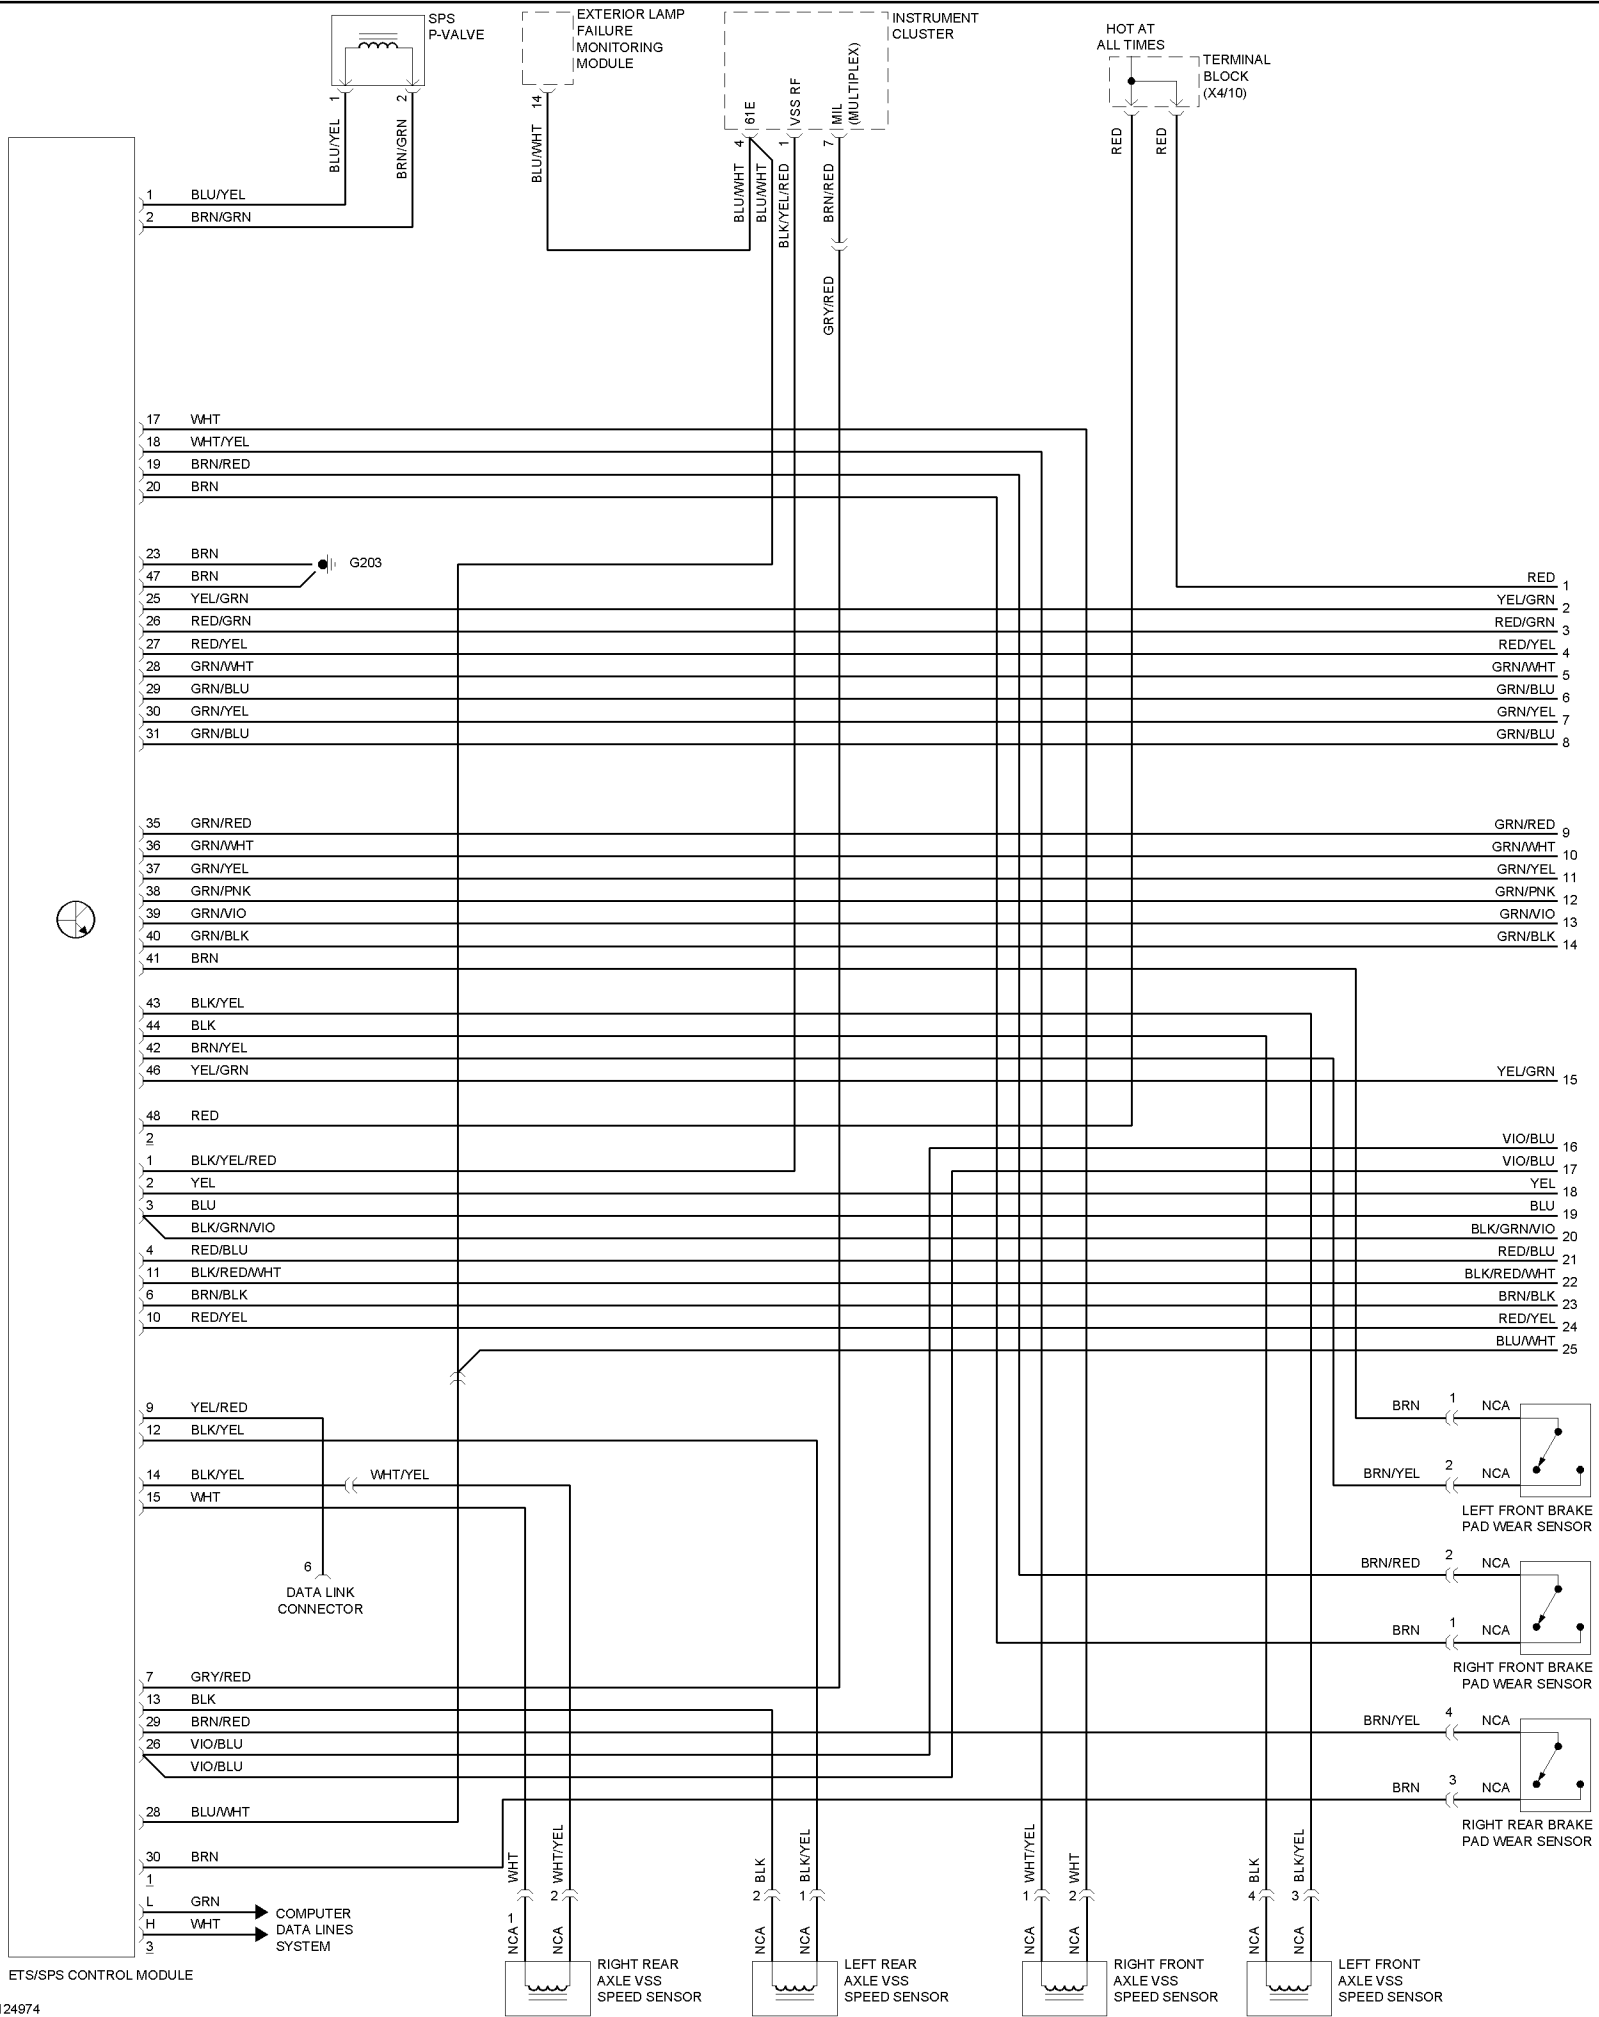 SPS
P-VALVE
EXTERIOR LAMP
FAILURE
MONITORING
MODULE
INSTRUMENT
CLUSTER
HOT AT
ALL TIMES
TERMINAL
BLOCK
(X4/10)
61E
VSS RF
MIL
(MULTIPLEX)
1
2
14
4
1
7
BLU/YEL
BRN/GRN
BLU/WHT
BLU/WHT
BLU/WHT
BLK/YEL/RED
BRN/RED
RED
RED
GRY/RED
1 BLU/YEL
2 BRN/GRN
17 WHT
18 WHT/YEL
19 BRN/RED
20 BRN
23 BRN
G203
47 BRN
RED 1
25 YEL/GRN YEL/GRN 2
26 RED/GRN RED/GRN 3
27 RED/YEL RED/YEL 4
28 GRN/WHT GRN/WHT 5
29 GRN/BLU GRN/BLU 6
30 GRN/YEL GRN/YEL 7
31 GRN/BLU GRN/BLU 8
35 GRN/RED GRN/RED 9
36 GRN/WHT GRN/WHT 10
37 GRN/YEL GRN/YEL 11
38 GRN/PNK GRN/PNK 12
39 GRN/VIO GRN/VIO 13
40 GRN/BLK GRN/BLK 14
41 BRN
43 BLK/YEL
44 BLK
42 BRN/YEL
46 YEL/GRN YEL/GRN 15
48 RED
2
VIO/BLU 16
1 BLK/YEL/RED VIO/BLU 17
2 YEL YEL 18
3 BLU BLU 19
BLK/GRN/VIO BLK/GRN/VIO 20
4 RED/BLU RED/BLU 21
11 BLK/RED/WHT BLK/RED/WHT 22
6 BRN/BLK BRN/BLK 23
10 RED/YEL RED/YEL 24
BLU/WHT 25
9 YEL/RED
BRN 1 NCA
12 BLK/YEL
14 BLK/YEL WHT/YEL
BRN/YEL 2 NCA
15 WHT
LEFT FRONT BRAKE
PAD WEAR SENSOR
6
DATA LINK
CONNECTOR
BRN/RED 2 NCA
BRN 1 NCA
RIGHT FRONT BRAKE
PAD WEAR SENSOR
7 GRY/RED
13 BLK
29 BRN/RED BRN/YEL 4 NCA
26 VIO/BLU
VIO/BLU
BRN 3 NCA
28 BLU/WHT
RIGHT REAR BRAKE
PAD WEAR SENSOR
30 BRN
1
L GRN
H WHT
3
COMPUTER
DATA LINES
SYSTEM
WHT
WHT/YEL
BLK
BLK/YEL
WHT/YEL
WHT
BLK
BLK/YEL
1
2
2
1
1
2
4
3
NCA
NCA
NCA
NCA
NCA
NCA
NCA
NCA
RIGHT REAR
AXLE VSS
SPEED SENSOR
LEFT REAR
AXLE VSS
SPEED SENSOR
RIGHT FRONT
AXLE VSS
SPEED SENSOR
LEFT FRONT
AXLE VSS
SPEED SENSOR
ETS/SPS CONTROL MODULE
124974